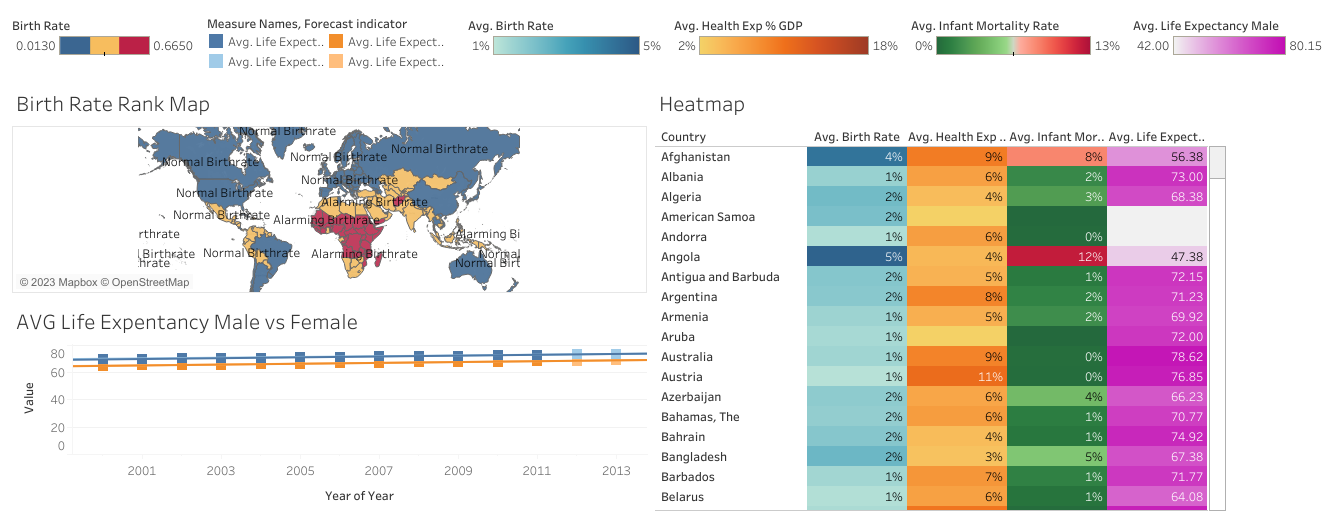 Birth Rate
0.0130 0.6650
Measure Names, Forecast indicator
Avg. Life Expect.. Avg. Life Expect..
Avg. Life Expect.. Avg. Life Expect..
Avg. Birth Rate
1% 5%
Avg. Health Exp % GDP
2% 18%
Avg. Infant Mortality Rate
0% 13%
Avg. Life Expectancy Male
42.00 80.15
Birth Rate Rank Map
Normal Birthrate
Normal Birthrate
Normal Birthrate
Normal Birthrate
Normal Birthrate
Normal Birthrate
Alarming Birthrate
Normal Birthrate
Alarming Birthrate
rthrate
Alarming Bi
l Birthrate
Normal Birthrate
Alarming Birthrate
Normal
hrate
Normal Birt
© 2023 Mapbox © OpenStreetMap
AVG Life Expentancy Male vs Female
Value
80
60
40
20
0
2001 2003 2005 2007 2009 2011 2013
Year of Year
Heatmap
Country Avg. Birth Rate Avg. Health Exp .. Avg. Infant Mor.. Avg. Life Expect..
Afghanistan 4% 9% 8% 56.38
Albania 1% 6% 2% 73.00
Algeria 2% 4% 3% 68.38
American Samoa 2%
Andorra 1% 6% 0%
Angola 5% 4% 12% 47.38
Antigua and Barbuda 2% 5% 1% 72.15
Argentina 2% 8% 2% 71.23
Armenia 1% 5% 2% 69.92
Aruba 1% 72.00
Australia 1% 9% 0% 78.62
Austria 1% 11% 0% 76.85
Azerbaijan 2% 6% 4% 66.23
Bahamas, The 2% 6% 1% 70.77
Bahrain 2% 4% 1% 74.92
Bangladesh 2% 3% 5% 67.38
Barbados 1% 7% 1% 71.77
Belarus 1% 6% 1% 64.08